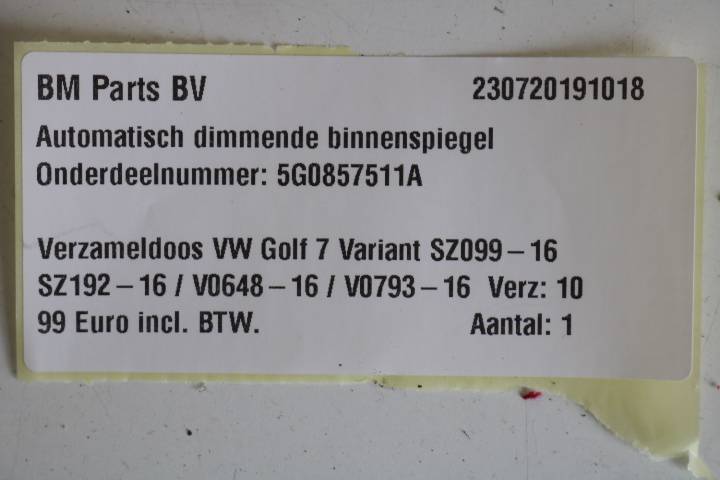 BM Parts BV 230720191018
Automatisch dimmende binnenspiegel
Onderdeelnummer: 5G0857511A
Verzameldoos VW Golf 7 Variant SZ099-16
SZ192-16 / V0648-16 / V0793-16 Verz: 10
99 Euro incl. BTW. Aantal: 1